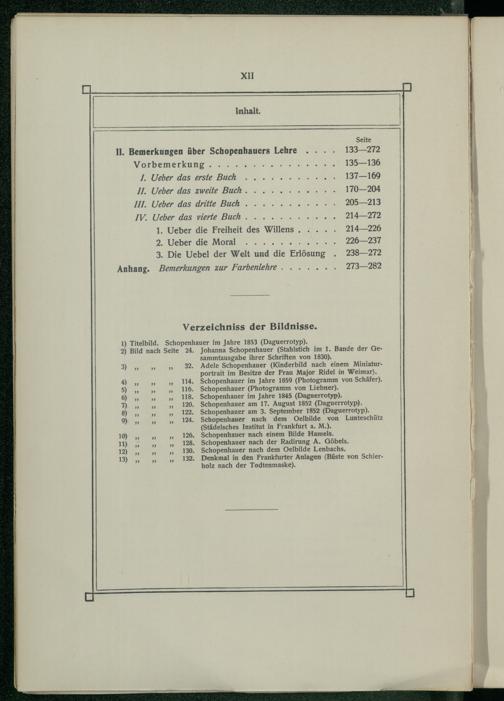 XII
Inhalt.
Seite
II. Bemerkungen über Schopenhauers Lehre . . . . 133—272
Vorbemerkung . . . . . . . . . . . . . . . 135—136
I. Ueber das erste Buch . . . . . . . . . . . 137—169
II. Ueber das zweite Buch . . . . . . . . . . . 170—204
III. Ueber das dritte Buch . . . . . . . . . . . 205—213
IV. Ueber das vierte Buch . . . . . . . . . . . 214—272
1. Ueber die Freiheit des Willens . . . . . 214—226
2. Ueber die Moral . . . . . . . . . . . 226—237
3. Die Uebel der Welt und die Erlösung . 238—272
Anhang. Bemerkungen zur Farbenlehre . . . . . . . 273—282
Verzeichniss der Bildnisse.
1) Titelbild. Schopenhauer im Jahre 1853 (Daguerrotyp).
2) Bild nach Seite 24. Johanna Schopenhauer (Stahlstich im 1. Bande der Ge-
sammtausgabe ihrer Schriften von 1830).
3) „ „ „ 32. Adele Schopenhauer (Kinderbild nach einem Miniatur-
portrait im Besitze der Frau Major Ridel in Weimar).
4) „ „ „ 114. Schopenhauer im Jahre 1859 (Photogramm von Schäfer).
5) „ „ „ 116. Schopenhauer (Photogramm von Liebner).
6) „ „ „ 118. Schopenhauer im Jahre 1845 (Daguerrotyp).
7) „ „ „ 120. Schopenhauer am 17. August 1852 (Daguerrotyp).
8) „ „ „ 122. Schopenhauer am 3. September 1852 (Daguerrotyp).
9) „ „ „ 124. Schopenhauer nach dem Oelbilde von Lunteschütz
(Städelsches Institut in Frankfurt a. M.).
10) „ „ „ 126. Schopenhauer nach einem Bilde Hamels.
11) „ „ „ 128. Schopenhauer nach der Radirung A. Göbels.
12) „ „ „ 130. Schopenhauer nach dem Oelbilde Lenbachs.
13) „ „ „ 132. Denkmal in den Frankfurter Anlagen (Büste von Schier-
holz nach der Todtenmaske).